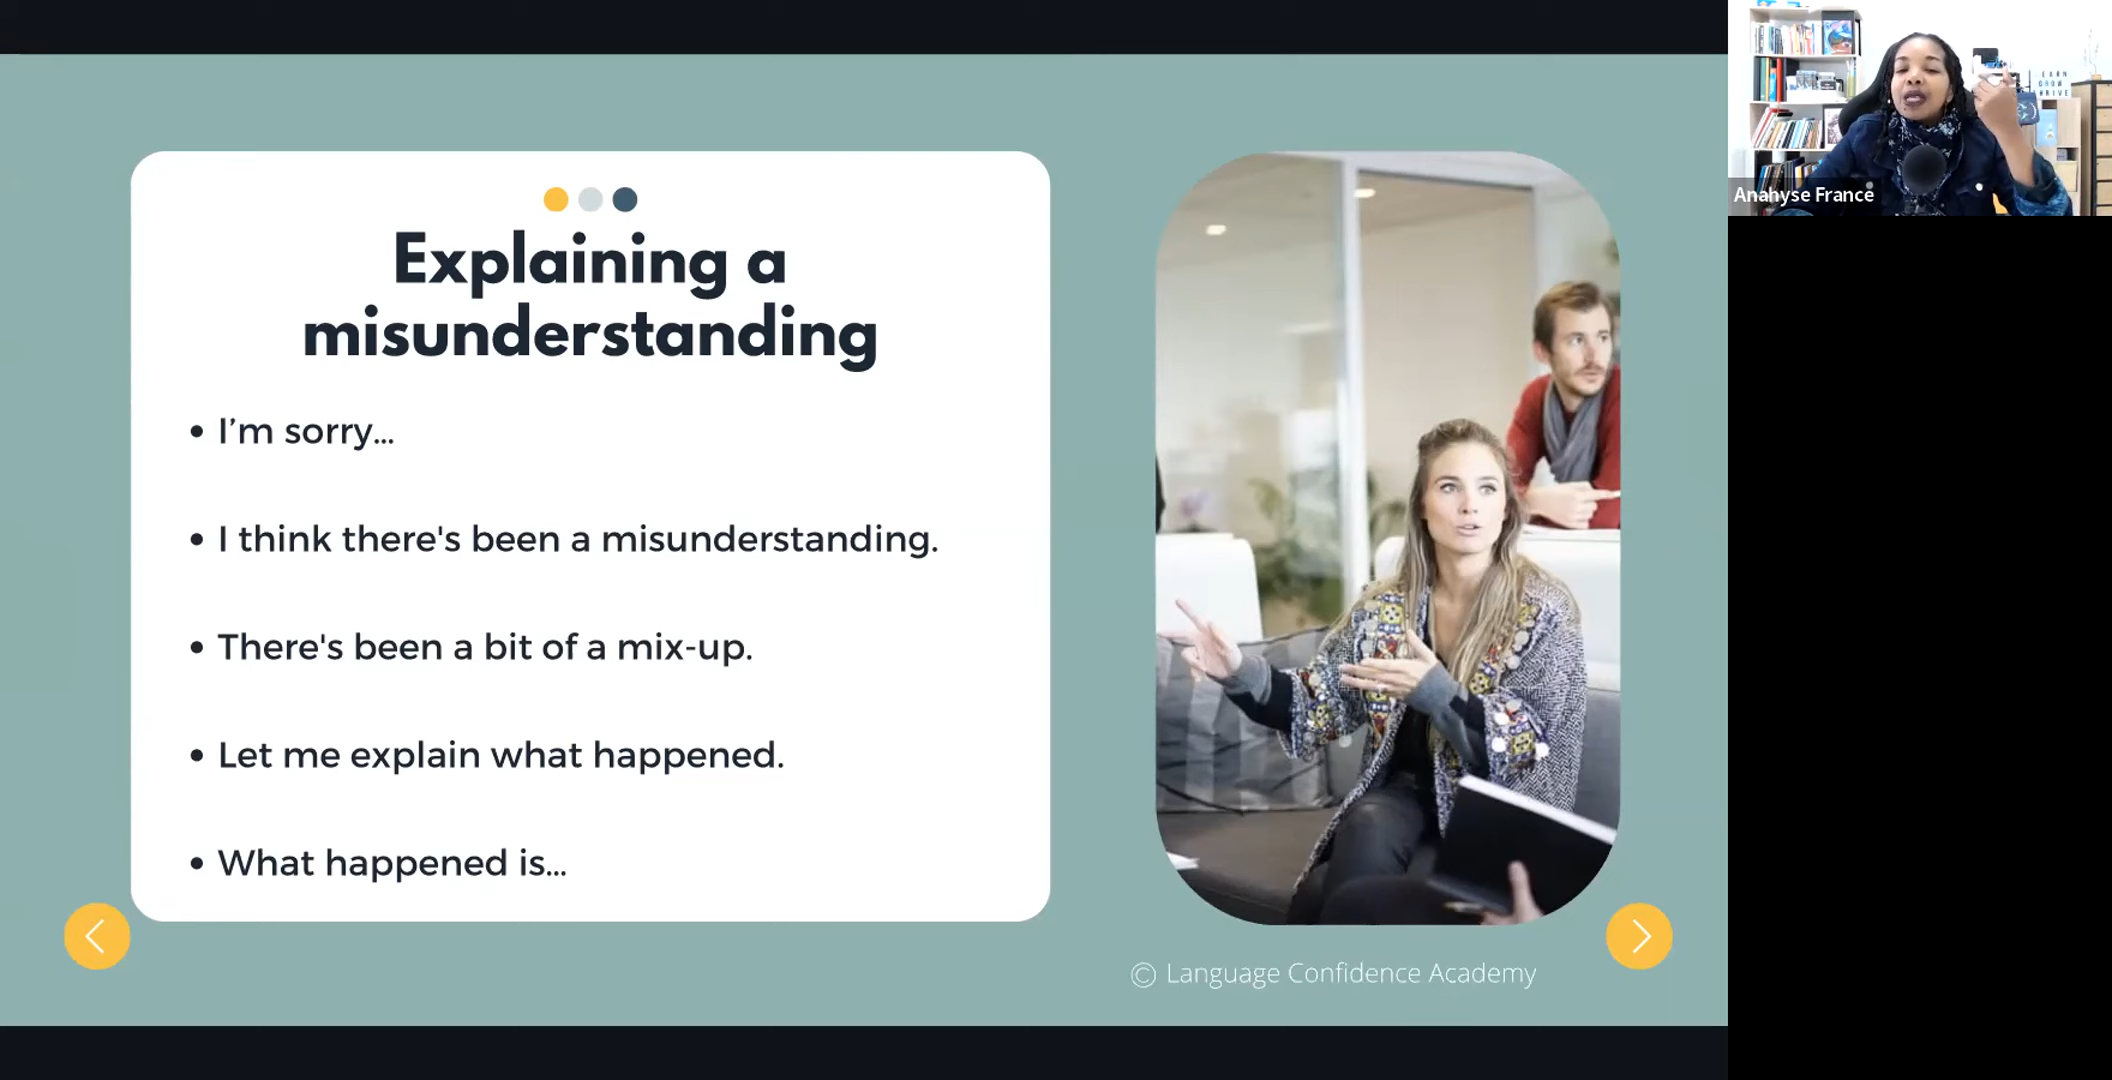 Explaining a
misunderstanding
• I’m sorry...
• I think there's been a misunderstanding.
• There's been a bit of a mix-up.
• Let me explain what happened.
• What happened is...
© Language Confidence Academy
Anahyse France